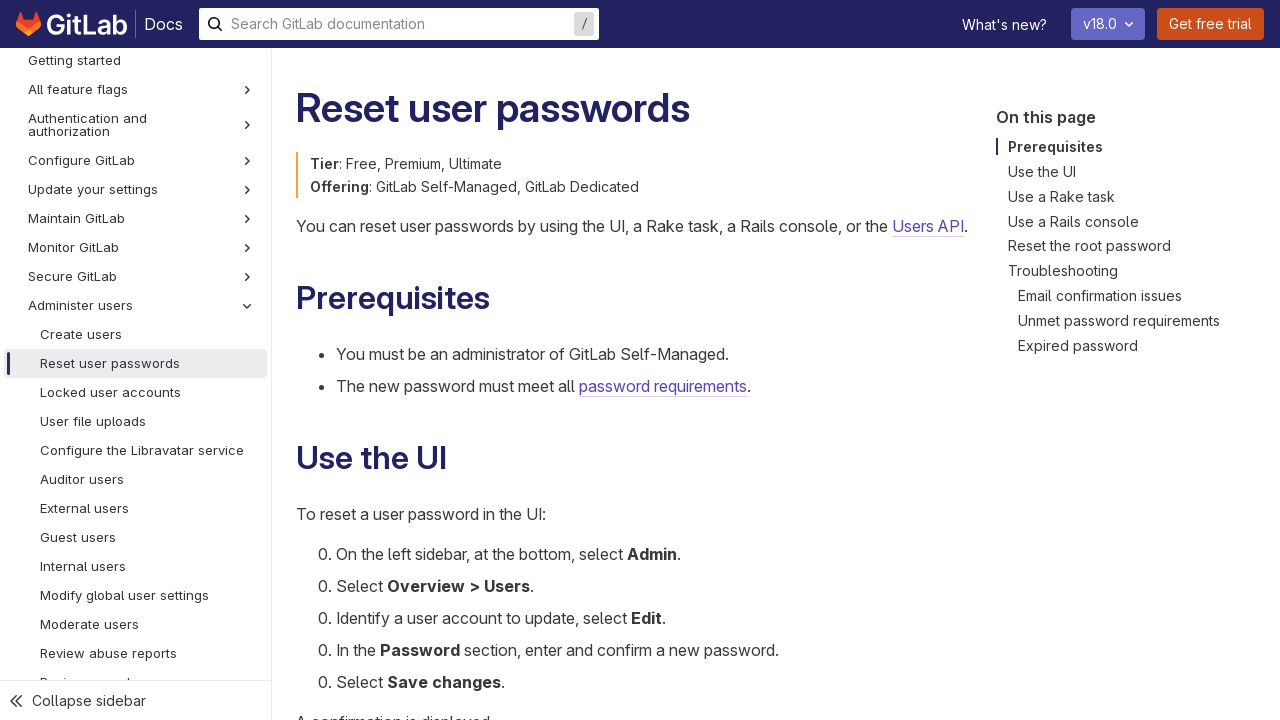 GitLab Docs
Search GitLab documentation /
What's new?
v18.0
Get free trial
Getting started
All feature flags
Authentication and
authorization
Configure GitLab
Update your settings
Maintain GitLab
Monitor GitLab
Secure GitLab
Administer users
Create users
Reset user passwords
Locked user accounts
User file uploads
Configure the Libravatar service
Auditor users
External users
Guest users
Internal users
Modify global user settings
Moderate users
Review abuse reports
Collapse sidebar
Reset user passwords
Tier: Free, Premium, Ultimate
Offering: GitLab Self-Managed, GitLab Dedicated
You can reset user passwords by using the UI, a Rake task, a Rails console, or the Users API.
Prerequisites
You must be an administrator of GitLab Self-Managed.
The new password must meet all password requirements.
Use the UI
To reset a user password in the UI:
0. On the left sidebar, at the bottom, select Admin.
0. Select Overview > Users.
0. Identify a user account to update, select Edit.
0. In the Password section, enter and confirm a new password.
0. Select Save changes.
A confirmation is displayed
On this page
Prerequisites
Use the UI
Use a Rake task
Use a Rails console
Reset the root password
Troubleshooting
Email confirmation issues
Unmet password requirements
Expired password